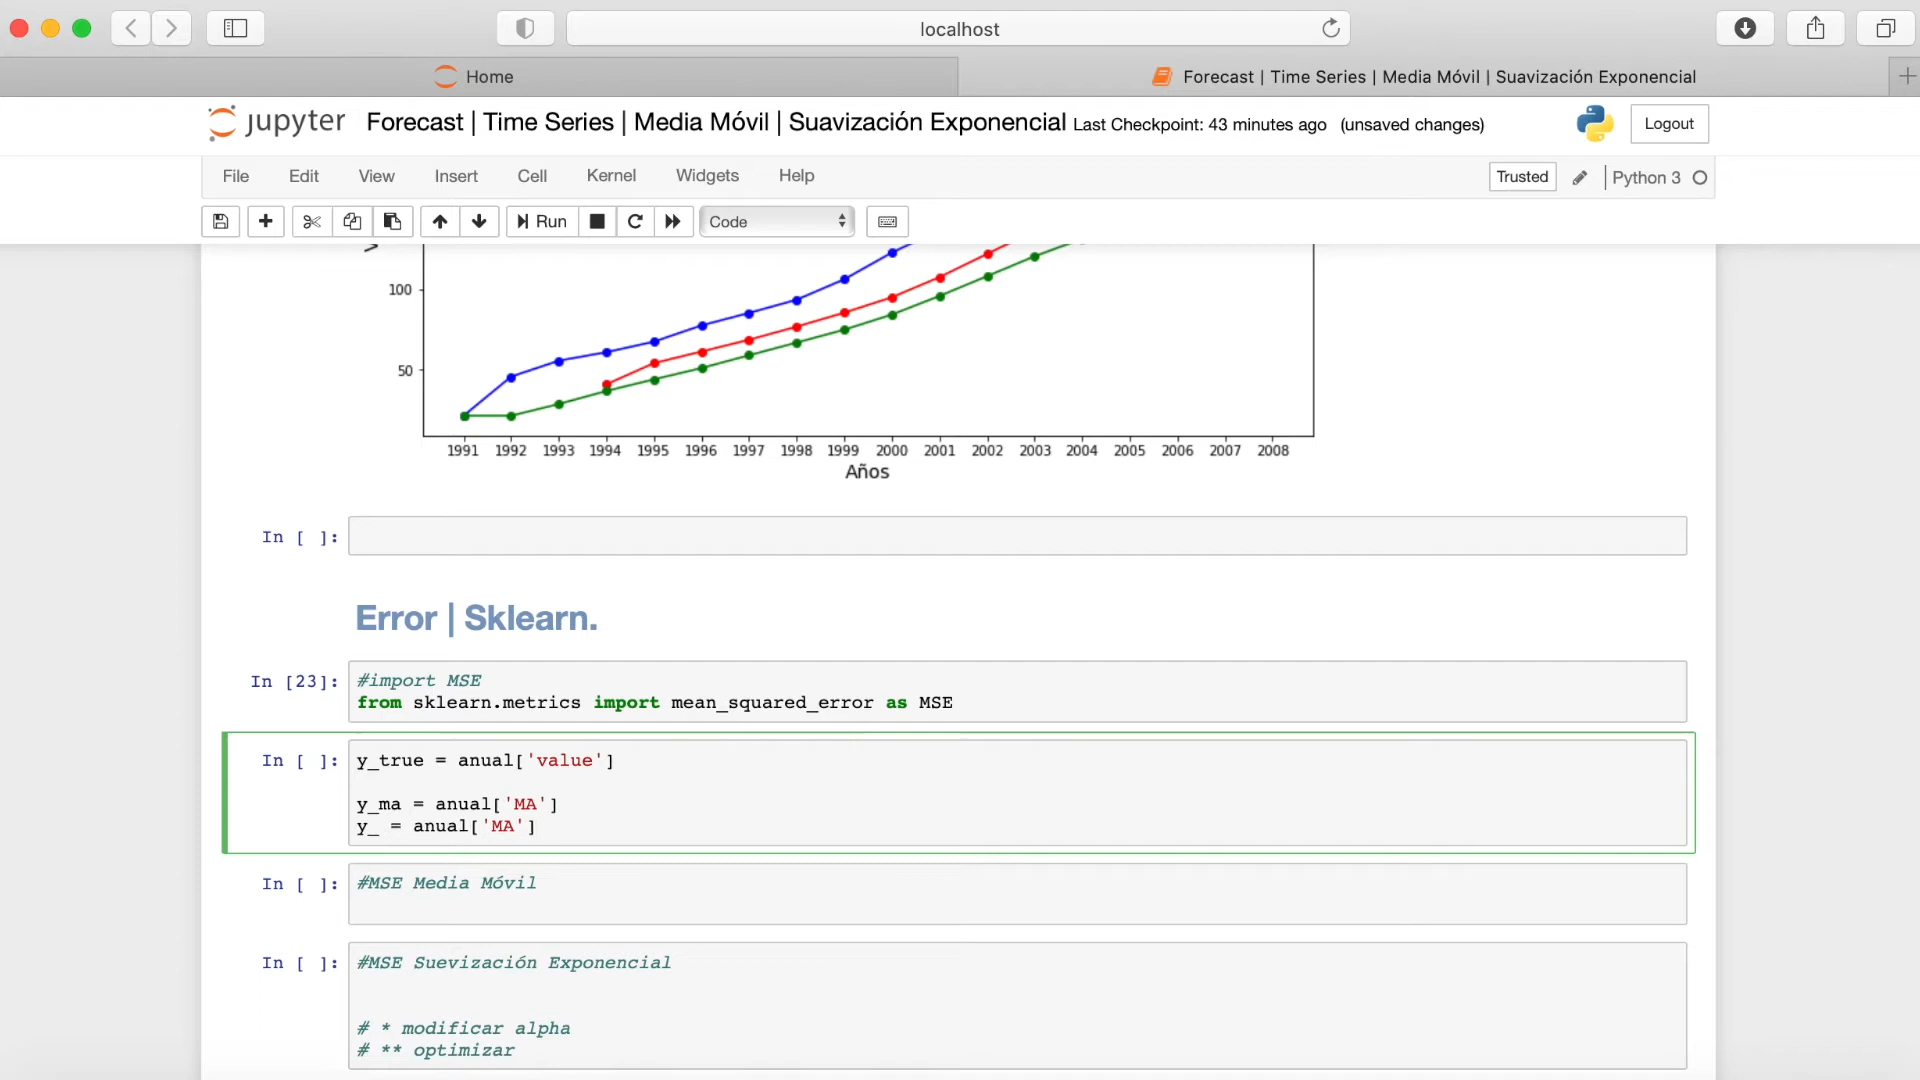 localhost
Home
Forecast | Time Series | Media Móvil | Suavización Exponencial
jupyter Forecast | Time Series | Media Móvil | Suavización Exponencial Last Checkpoint: 43 minutes ago (unsaved changes)
Logout
File Edit View Insert Cell Kernel Widgets Help
Trusted
Python 3
Run
Code
100
50
1991 1992 1993 1994 1995 1996 1997 1998 1999 2000 2001 2002 2003 2004 2005 2006 2007 2008
Años
In [ ]:
Error | Sklearn.
In [23]: #import MSE
from sklearn.metrics import mean_squared_error as MSE
In [ ]: y_true = anual['value']
y_ma = anual['MA']
y_ = anual['MA']
In [ ]: #MSE Media Móvil
In [ ]: #MSE Suevización Exponencial
# * modificar alpha
# ** optimizar